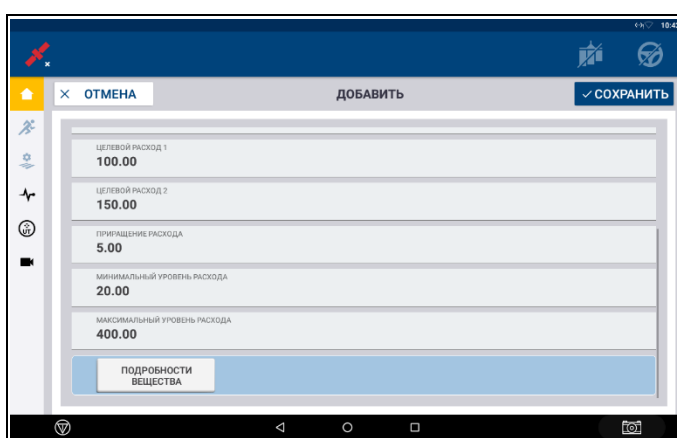 10:42
× ОТМЕНА
ДОБАВИТЬ
✓ СОХРАНИТЬ
ЦЕЛЕВОЙ РАСХОД 1
100.00
ЦЕЛЕВОЙ РАСХОД 2
150.00
ПРИРАЩЕНИЕ РАСХОДА
5.00
МИНИМАЛЬНЫЙ УРОВЕНЬ РАСХОДА
20.00
МАКСИМАЛЬНЫЙ УРОВЕНЬ РАСХОДА
400.00
ПОДРОБНОСТИ
ВЕЩЕСТВА
UT